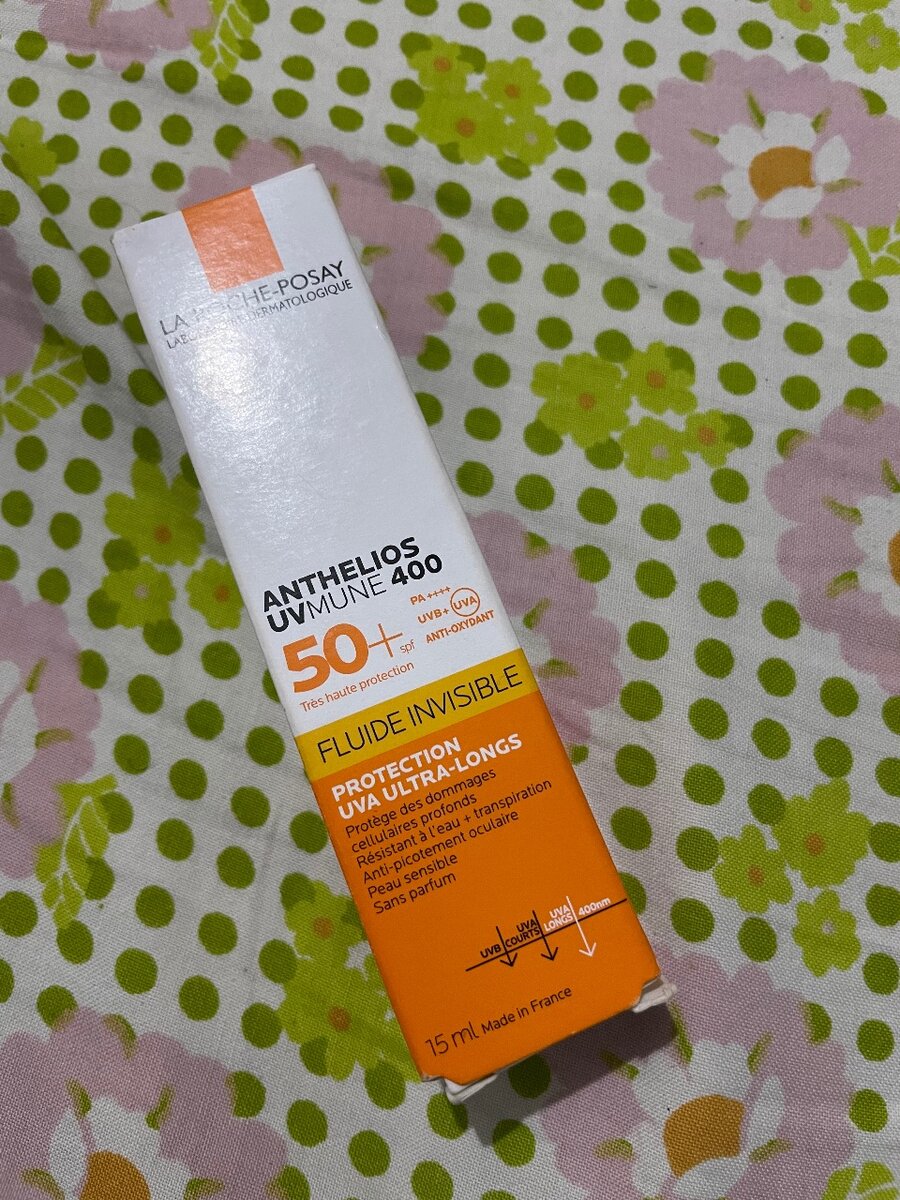 LA ROCHE-POSAY
LABORATOIRE DERMATOLOGIQUE
ANTHELIOS
UVMUNE 400
50+ spf
Très haute protection
PA ++++
UVB+ UVA
ANTI-OXYDANT
FLUIDE INVISIBLE
PROTECTION
UVA ULTRA-LONGS
Protège des dommages
cellulaires profonds
Résistant à l'eau + transpiration
Anti-picotement oculaire
Peau sensible
Sans parfum
UVB
UVA
COURTS
UVA
LONGS
400nm
15 ml Made in France